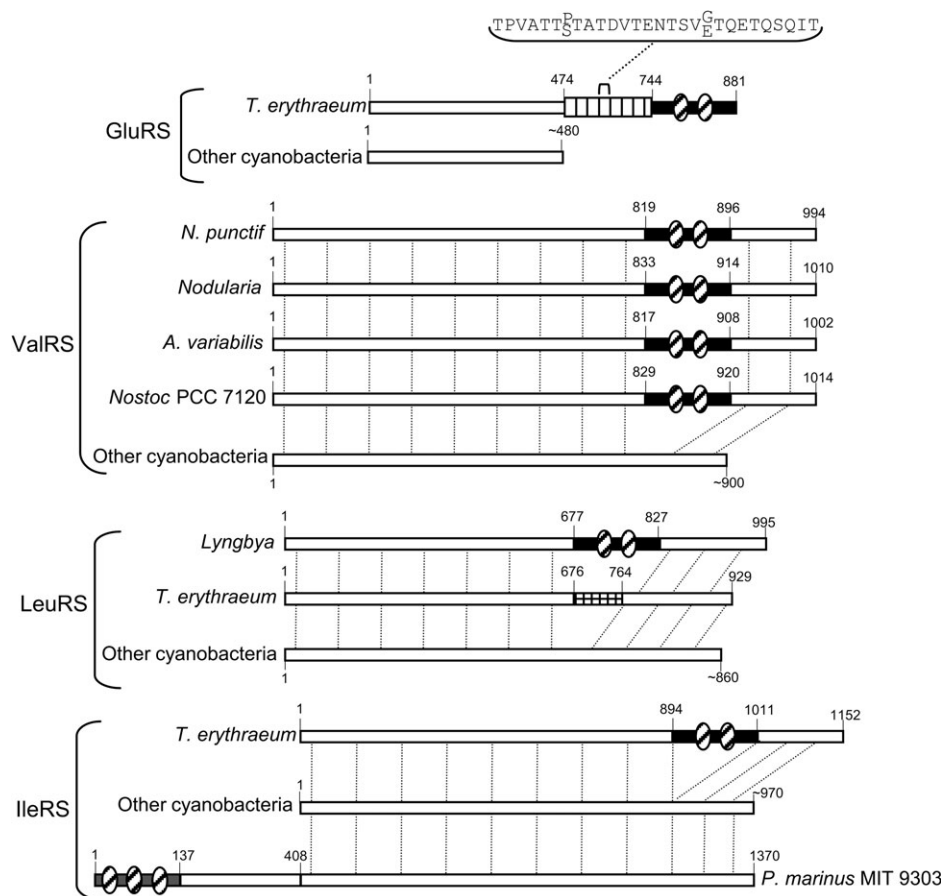 TPVATTP/STATDVTENTSVG/ETQETQSQIT
1 474 744 881
T. erythraeum
GluRS
1 ~480
Other cyanobacteria
1 819 896 994
N. punctif
1 833 914 1010
Nodularia
1 817 908 1002
ValRS
A. variabilis
1 829 920 1014
Nostoc PCC 7120
Other cyanobacteria
1 ~900
1 677 827 995
Lyngbya
1 676 764 929
LeuRS
T. erythraeum
Other cyanobacteria
1 ~860
1 894 1011 1152
T. erythraeum
1 ~970
Other cyanobacteria
IleRS
1 137 408 1370
P. marinus MIT 9303